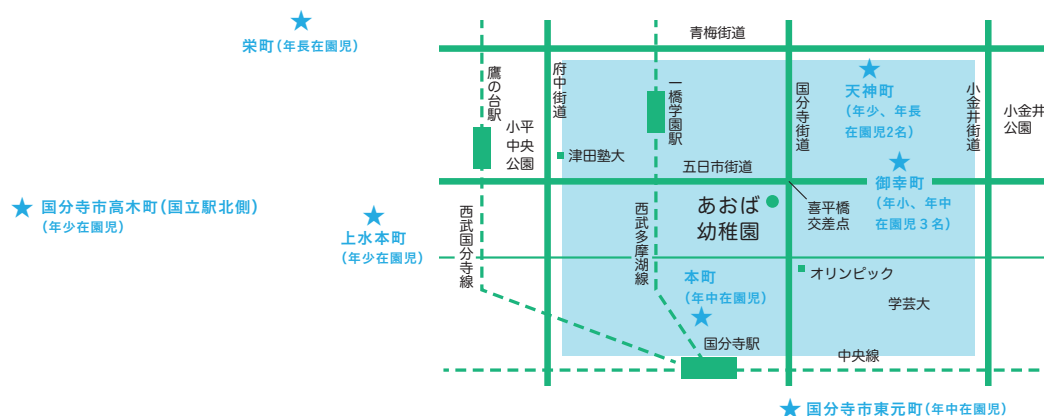 栄町(年長在園児)
青梅街道
鷹の台駅
府中街道
一橋学園駅
国分寺街道
天神町
(年少、年長
在園児2名)
小金井街道
小金井
公園
小平
中央
公園
津田塾大
五日市街道
御幸町
(年小、年中
在園児３名)
国分寺市高木町(国立駅北側)
(年少在園児)
上水本町
(年少在園児)
西武国分寺線
西武多摩湖線
あおば
幼稚園
喜平橋
交差点
本町
(年中在園児)
オリンピック
学芸大
国分寺駅
中央線
国分寺市東元町(年中在園児)